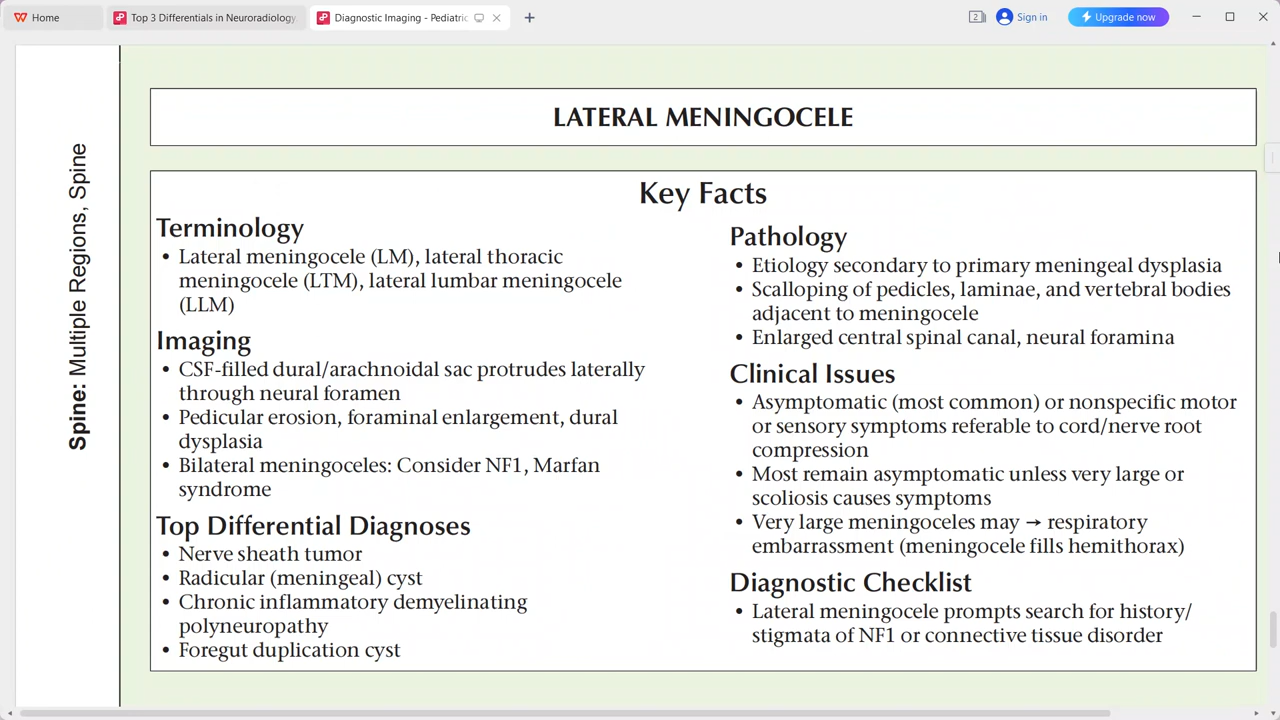 Home
Top 3 Differentials in Neuroradiology
Diagnostic Imaging - Pediatric
2
Sign in
Upgrade now
Spine: Multiple Regions, Spine
LATERAL MENINGOCELE
Key Facts
Terminology
• Lateral meningocele (LM), lateral thoracic
meningocele (LTM), lateral lumbar meningocele
(LLM)
Imaging
• CSF-filled dural/arachnoidal sac protrudes laterally
through neural foramen
• Pedicular erosion, foraminal enlargement, dural
dysplasia
• Bilateral meningoceles: Consider NF1, Marfan
syndrome
Top Differential Diagnoses
• Nerve sheath tumor
• Radicular (meningeal) cyst
• Chronic inflammatory demyelinating
polyneuropathy
• Foregut duplication cyst
Pathology
• Etiology secondary to primary meningeal dysplasia
• Scalloping of pedicles, laminae, and vertebral bodies
adjacent to meningocele
• Enlarged central spinal canal, neural foramina
Clinical Issues
• Asymptomatic (most common) or nonspecific motor
or sensory symptoms referable to cord/nerve root
compression
• Most remain asymptomatic unless very large or
scoliosis causes symptoms
• Very large meningoceles may → respiratory
embarrassment (meningocele fills hemithorax)
Diagnostic Checklist
• Lateral meningocele prompts search for history/
stigmata of NF1 or connective tissue disorder